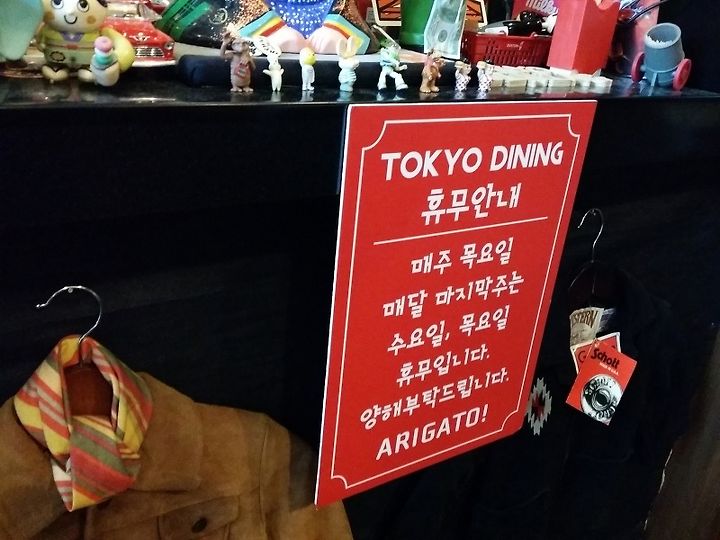 TOKYO DINING
휴무안내
매주 목요일
매달 마지막주는
수요일, 목요일
휴무입니다.
양해부탁드립니다.
ARIGATO!
Schott